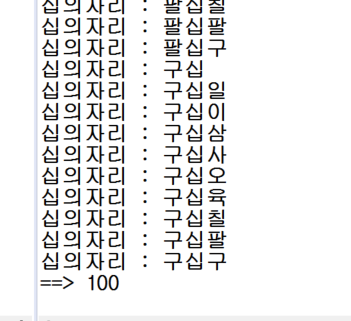 십의자리 : 팔십칠
십의자리 : 팔십팔
십의자리 : 팔십구
십의자리 : 구십
십의자리 : 구십일
십의자리 : 구십이
십의자리 : 구십삼
십의자리 : 구십사
십의자리 : 구십오
십의자리 : 구십육
십의자리 : 구십칠
십의자리 : 구십팔
십의자리 : 구십구
==> 100